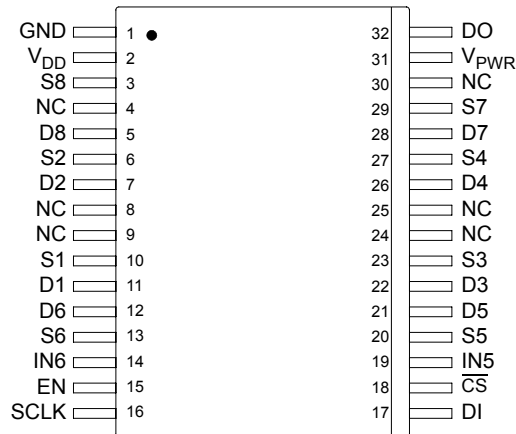 GND 1 32 DO
VDD 2 31 VPWR
S8 3 30 NC
NC 4 29 S7
D8 5 28 D7
S2 6 27 S4
D2 7 26 D4
NC 8 25 NC
NC 9 24 NC
S1 10 23 S3
D1 11 22 D3
D6 12 21 D5
S6 13 20 S5
IN6 14 19 IN5
EN 15 18 C̅S̅
SCLK 16 17 DI